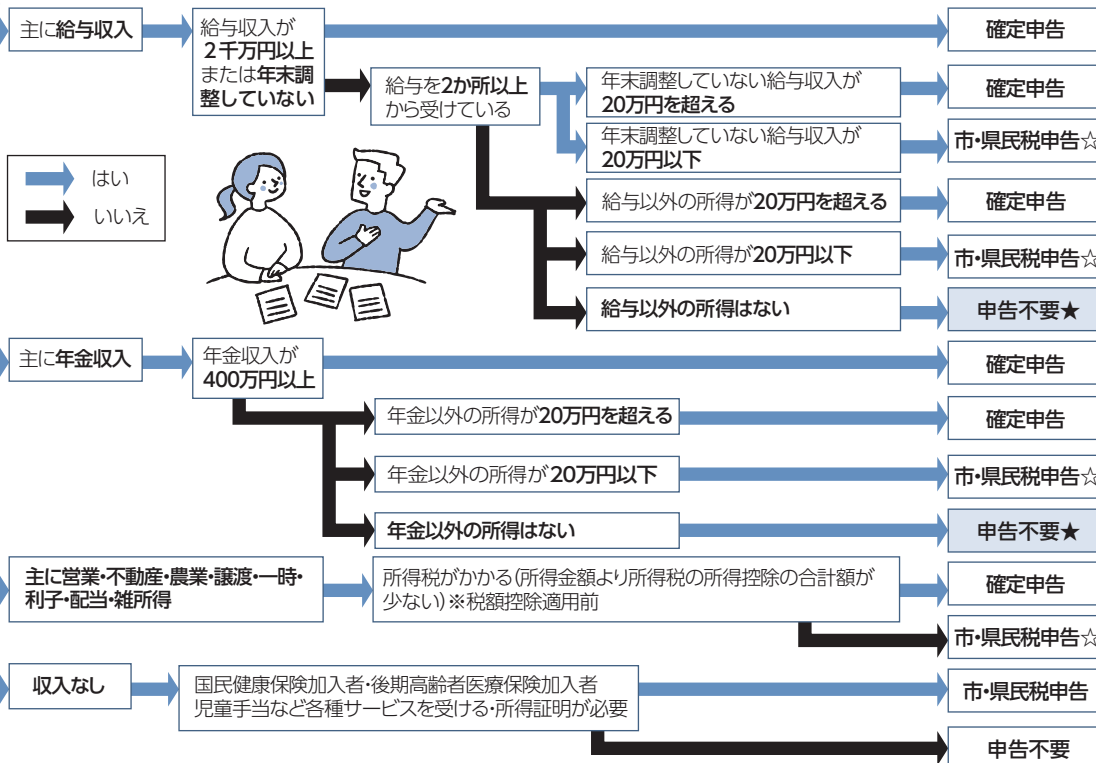 主に給与収入
給与収入が
２千万円以上
または年末調
整していない
確定申告
給与を2か所以上
から受けている
年末調整していない給与収入が
20万円を超える
確定申告
年末調整していない給与収入が
20万円以下
市・県民税申告☆
はい
いいえ
給与以外の所得が20万円を超える
確定申告
給与以外の所得が20万円以下
市・県民税申告☆
給与以外の所得はない
申告不要★
主に年金収入
年金収入が
400万円以上
確定申告
年金以外の所得が20万円を超える
確定申告
年金以外の所得が20万円以下
市・県民税申告☆
年金以外の所得はない
申告不要★
主に営業・不動産・農業・譲渡・一時・
利子・配当・雑所得
所得税がかかる（所得金額より所得税の所得控除の合計額が
少ない）※税額控除適用前
確定申告
市・県民税申告☆
収入なし
国民健康保険加入者・後期高齢者医療保険加入者
児童手当など各種サービスを受ける・所得証明が必要
市・県民税申告
申告不要